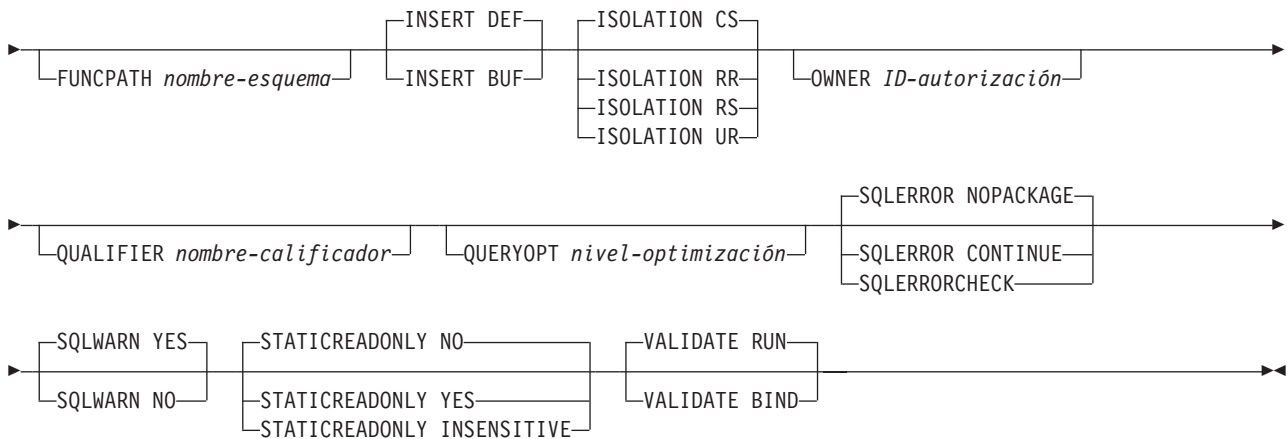 INSERT DEF
ISOLATION CS
FUNCPATH nombre-esquema
INSERT BUF
ISOLATION RR
OWNER ID-autorización
ISOLATION RS
ISOLATION UR
SQLERROR NOPACKAGE
QUALIFIER nombre-calificador
QUERYOPT nivel-optimización
SQLERROR CONTINUE
SQLERRORCHECK
SQLWARN YES
STATICREADONLY NO
VALIDATE RUN
SQLWARN NO
STATICREADONLY YES
VALIDATE BIND
STATICREADONLY INSENSITIVE